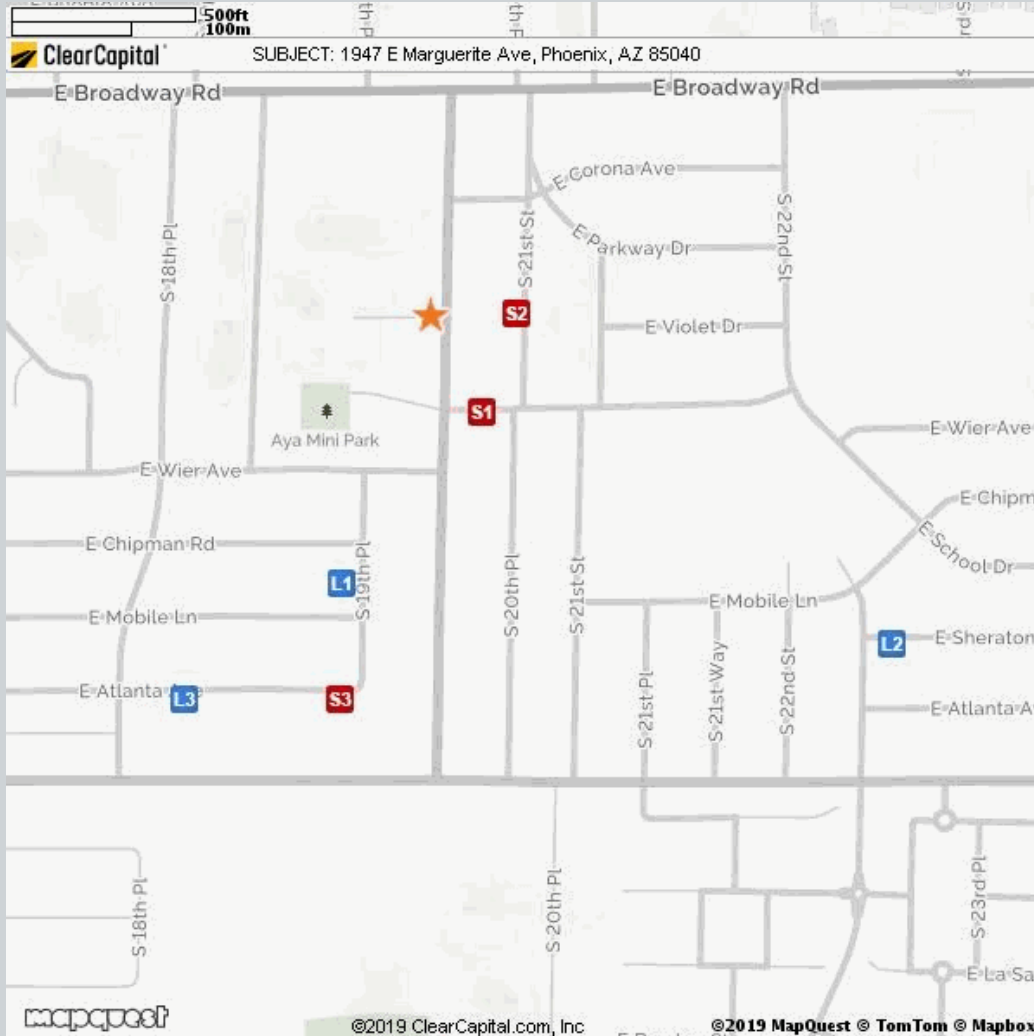 500ft
100m
ClearCapital
SUBJECT: 1947 E Marguerite Ave, Phoenix, AZ 85040
E Broadway Rd
E Broadway Rd
E Corona Ave
S 18th Pl
S 21st St
S 22nd St
E Parkway Dr
S2
E Violet Dr
S1
Aya Mini Park
E Wier Ave
E Wier Ave
E Chipm
E Chipman Rd
E School Dr
L1
S 19th Pl
S 20th Pl
S 21st St
E Mobile Ln
E Mobile Ln
L2
E Sheraton
E Atlanta
L3
S3
S 21st Pl
S 21st Way
S 22nd St
E Atlanta A
S 18th Pl
S 20th Pl
S 23rd Pl
E La Sa
mapquest
©2019 ClearCapital.com, Inc
©2019 MapQuest © TomTom © Mapbox